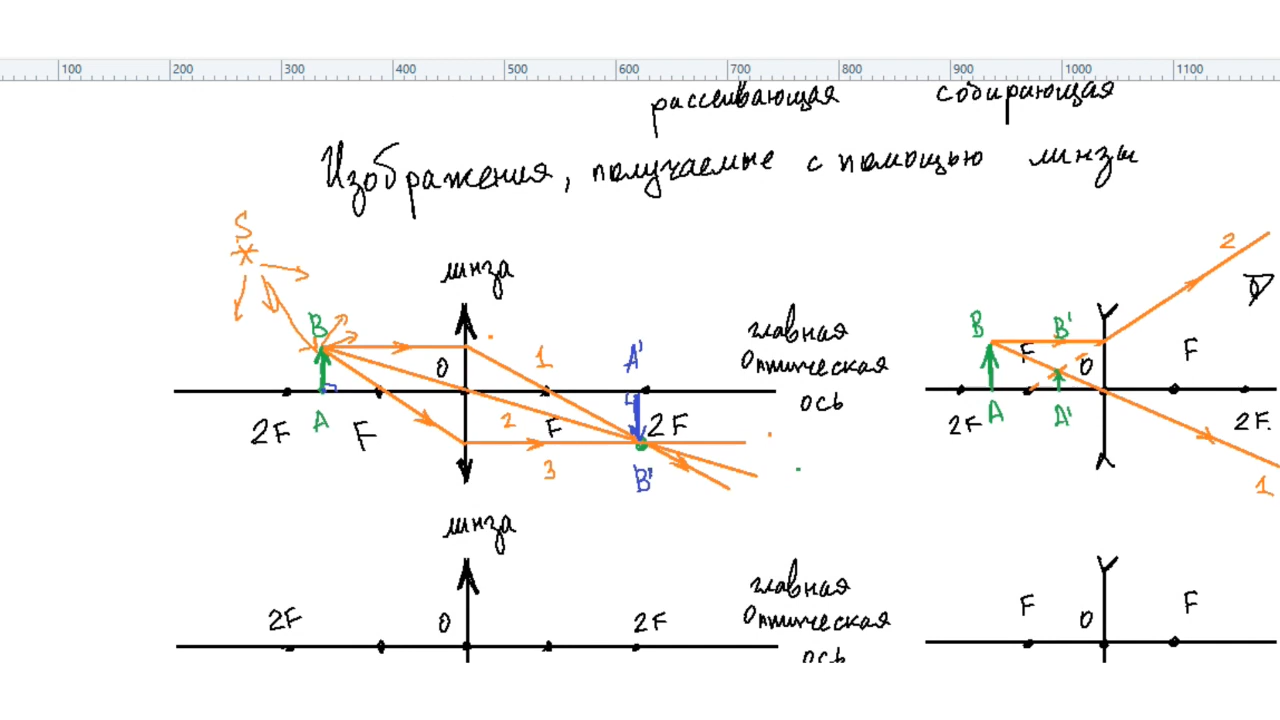 100 200 300 400 500 600 700 800 900 1000 1100
рассеивающая собирающая
Изображения, получаемые с помощью линзы
S
линза
2
B
0
1
A'
главная
оптическая
ось
B
B'
F
0
F
2F
A
F
2
F
2F
3
B'
2F
A
A'
2F.
1
линза
2F
0
2F
главная
оптическая
ось
F
0
F